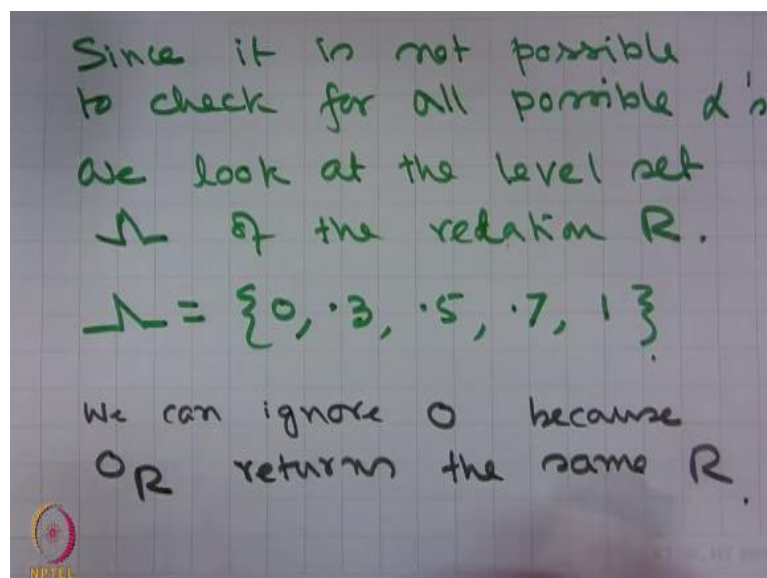 Since it is not possible
to check for all possible α's
we look at the level set
Λ of the relation R.
Λ = {0, .3, .5, .7, 1}.
We can ignore 0 because
⁰R returns the same R.
NPTEL